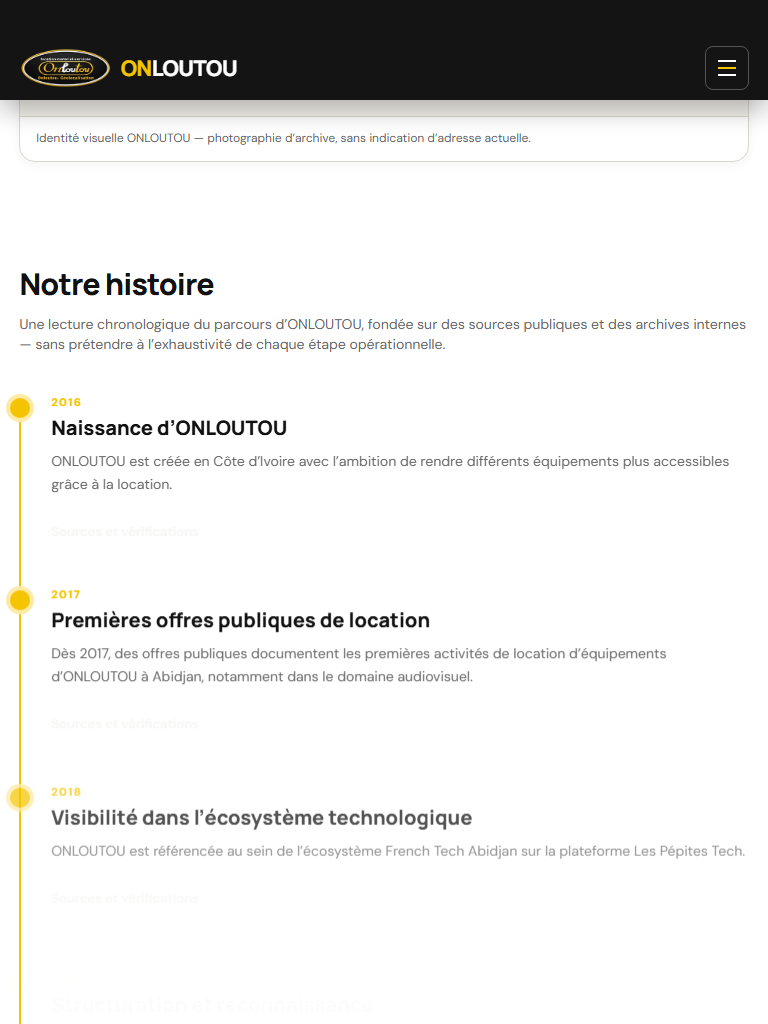 Onloutou
ONLOUTOU
Identité visuelle ONLOUTOU — photographie d’archive, sans indication d’adresse actuelle.
Notre histoire
Une lecture chronologique du parcours d’ONLOUTOU, fondée sur des sources publiques et des archives internes
— sans prétendre à l’exhaustivité de chaque étape opérationnelle.
2016
Naissance d’ONLOUTOU
ONLOUTOU est créée en Côte d’Ivoire avec l’ambition de rendre différents équipements plus accessibles
grâce à la location.
Sources et vérifications
2017
Premières offres publiques de location
Dès 2017, des offres publiques documentent les premières activités de location d’équipements
d’ONLOUTOU à Abidjan, notamment dans le domaine audiovisuel.
Sources et vérifications
2018
Visibilité dans l’écosystème technologique
ONLOUTOU est référencée au sein de l’écosystème French Tech Abidjan sur la plateforme Les Pépites Tech.
Sources et vérifications
Structuration et reconnaissance